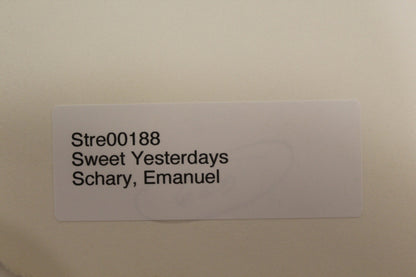 Stre00188
Sweet Yesterdays
Schary, Emanuel